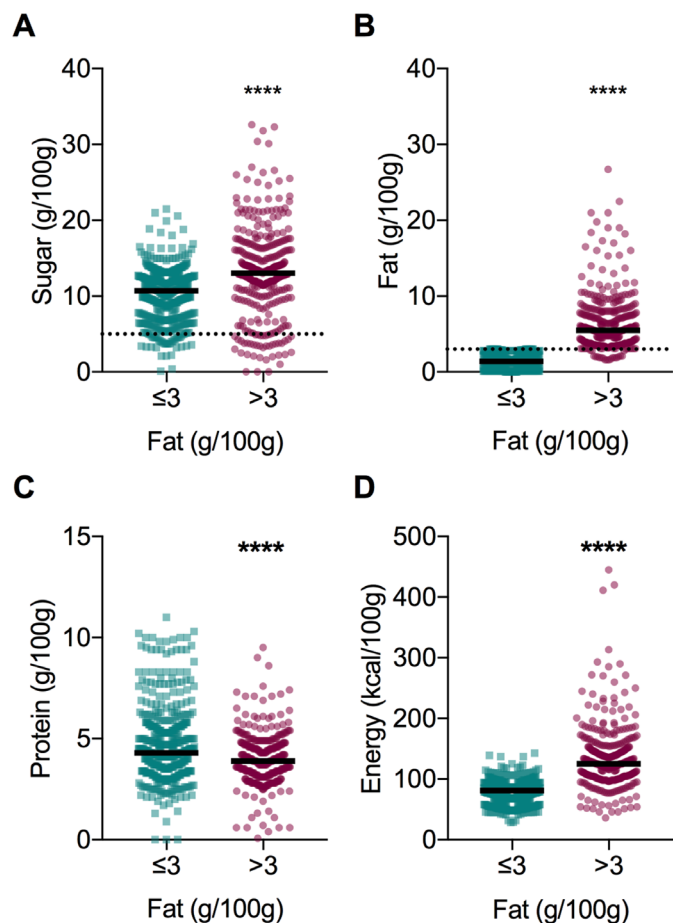 A
Sugar (g/100g)
40
30
20
10
0
****
≤3
>3
Fat (g/100g)
B
Fat (g/100g)
40
30
20
10
0
****
≤3
>3
Fat (g/100g)
C
Protein (g/100g)
15
10
5
0
****
≤3
>3
Fat (g/100g)
D
Energy (kcal/100g)
500
400
300
200
100
0
****
≤3
>3
Fat (g/100g)